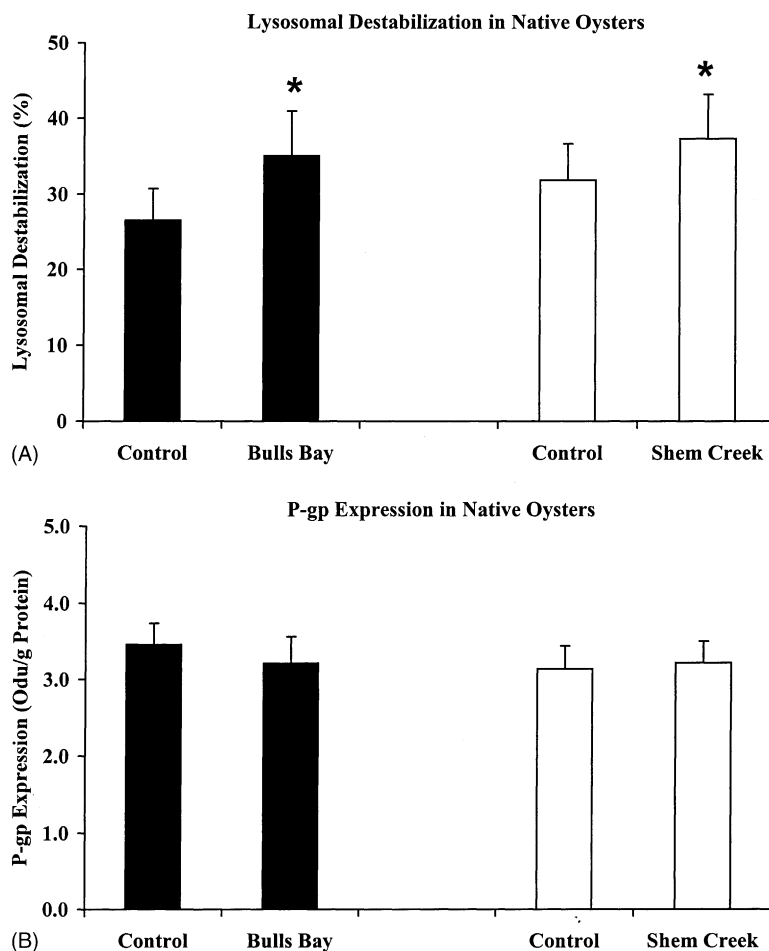 Lysosomal Destabilization in Native Oysters
Lysosomal Destabilization (%)
50
40
30
20
10
0
*
*
Control
Bulls Bay
Control
Shem Creek
(A)
P-gp Expression in Native Oysters
P-gp Expression (Odu/g Protein)
5.0
4.0
3.0
2.0
1.0
0.0
Control
Bulls Bay
Control
Shem Creek
(B)